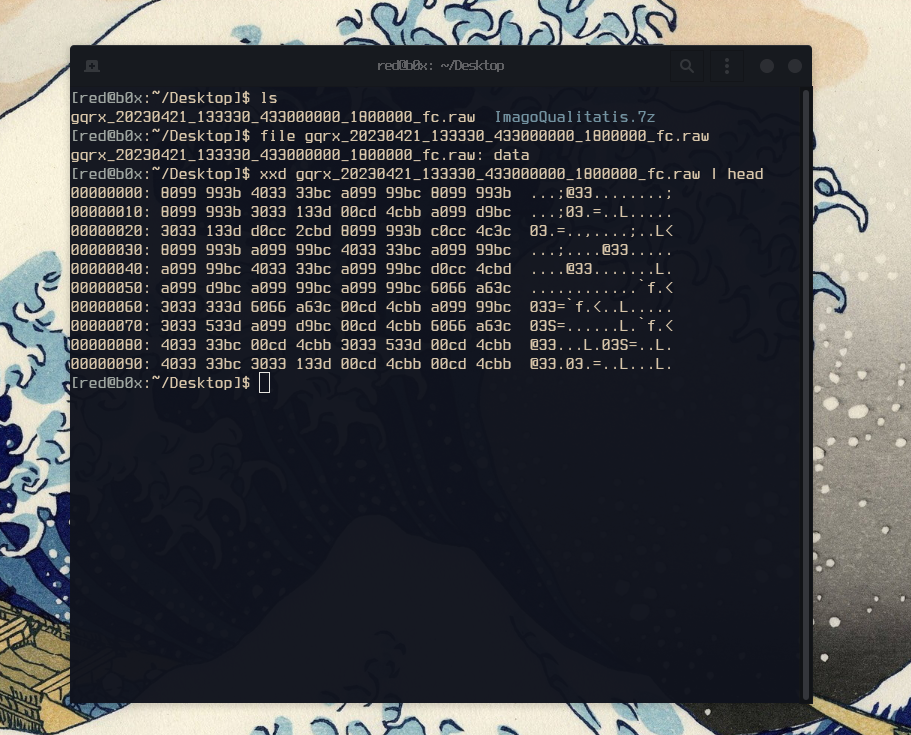 red@b0x: ~/Desktop
[red@b0x:~/Desktop]$ ls
gqrx_20230421_133330_433000000_1800000_fc.raw  ImagoQualitatis.7z
[red@b0x:~/Desktop]$ file gqrx_20230421_133330_433000000_1800000_fc.raw
gqrx_20230421_133330_433000000_1800000_fc.raw: data
[red@b0x:~/Desktop]$ xxd gqrx_20230421_133330_433000000_1800000_fc.raw | head
00000000: 8099 993b 4033 33bc a099 99bc 8099 993b  ...;@33........;
00000010: 8099 993b 3033 133d 00cd 4cbb a099 d9bc  ...;03.=..L.....
00000020: 3033 133d d0cc 2cbd 8099 993b c0cc 4c3c  03.=..,....;..L<
00000030: 8099 993b a099 99bc 4033 33bc a099 99bc  ...;....@33.....
00000040: a099 99bc 4033 33bc a099 99bc d0cc 4cbd  ....@33.......L.
00000050: a099 d9bc a099 99bc a099 99bc 6066 a63c  ............`f.<
00000060: 3033 333d 6066 a63c 00cd 4cbb a099 99bc  033=`f.<..L.....
00000070: 3033 533d a099 d9bc 00cd 4cbb 6066 a63c  03S=......L.`f.<
00000080: 4033 33bc 00cd 4cbb 3033 533d 00cd 4cbb  @33...L.03S=..L.
00000090: 4033 33bc 3033 133d 00cd 4cbb 00cd 4cbb  @33.03.=..L...L.
[red@b0x:~/Desktop]$